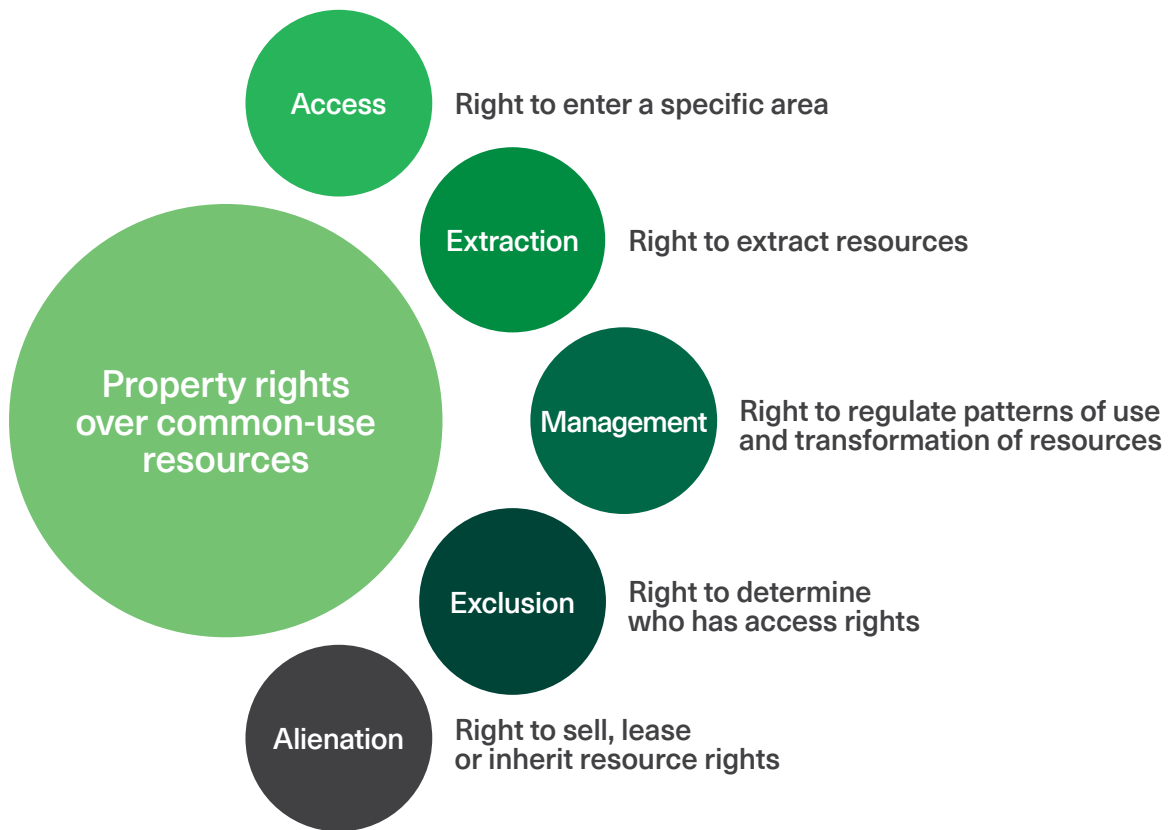 Access
Right to enter a specific area
Extraction
Right to extract resources
Property rights
over common-use
resources
Management
Right to regulate patterns of use
and transformation of resources
Exclusion
Right to determine
who has access rights
Alienation
Right to sell, lease
or inherit resource rights